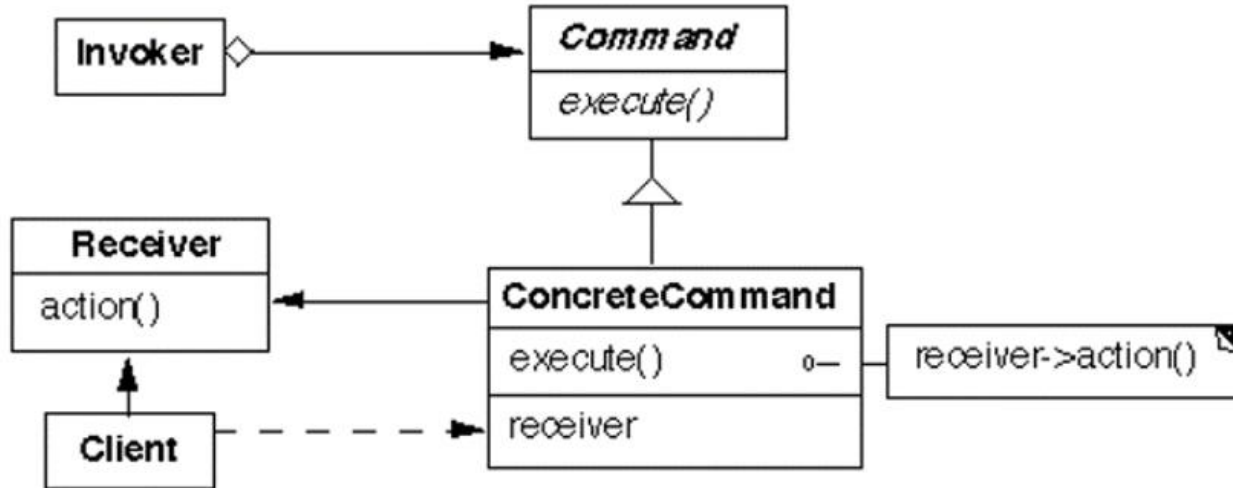 Invoker
Command
execute()
Receiver
action()
ConcreteCommand
execute()
receiver->action()
receiver
Client